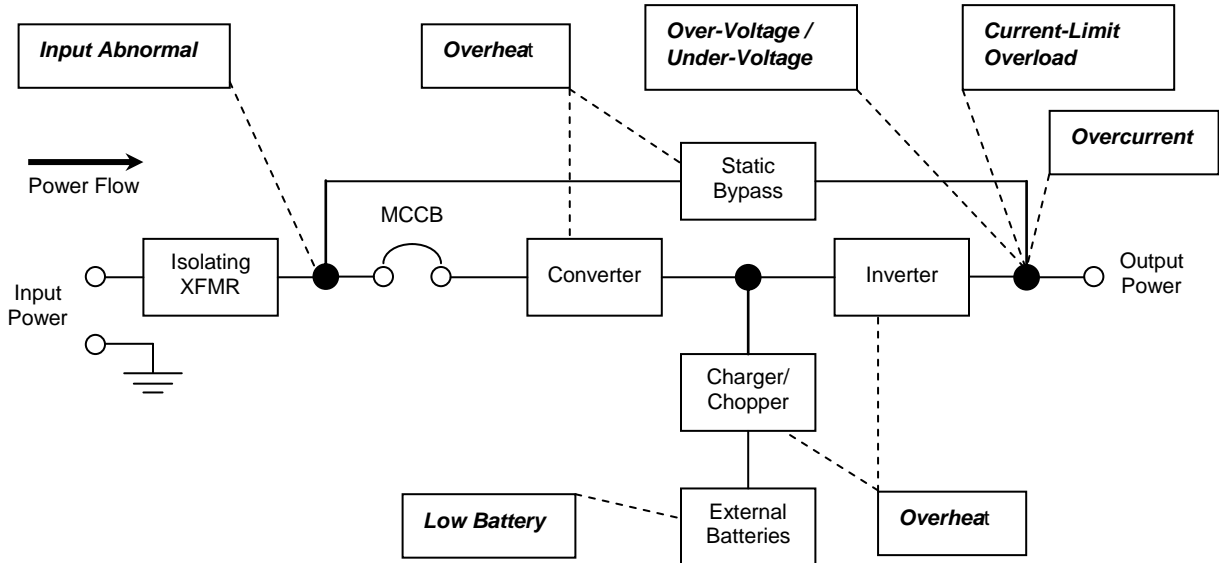 Input Abnormal
Overheat
Over-Voltage /
Under-Voltage
Current-Limit
Overload
Overcurrent
Power Flow
Static
Bypass
MCCB
Input
Power
Isolating
XFMR
Converter
Inverter
Output
Power
Charger/
Chopper
Low Battery
External
Batteries
Overheat